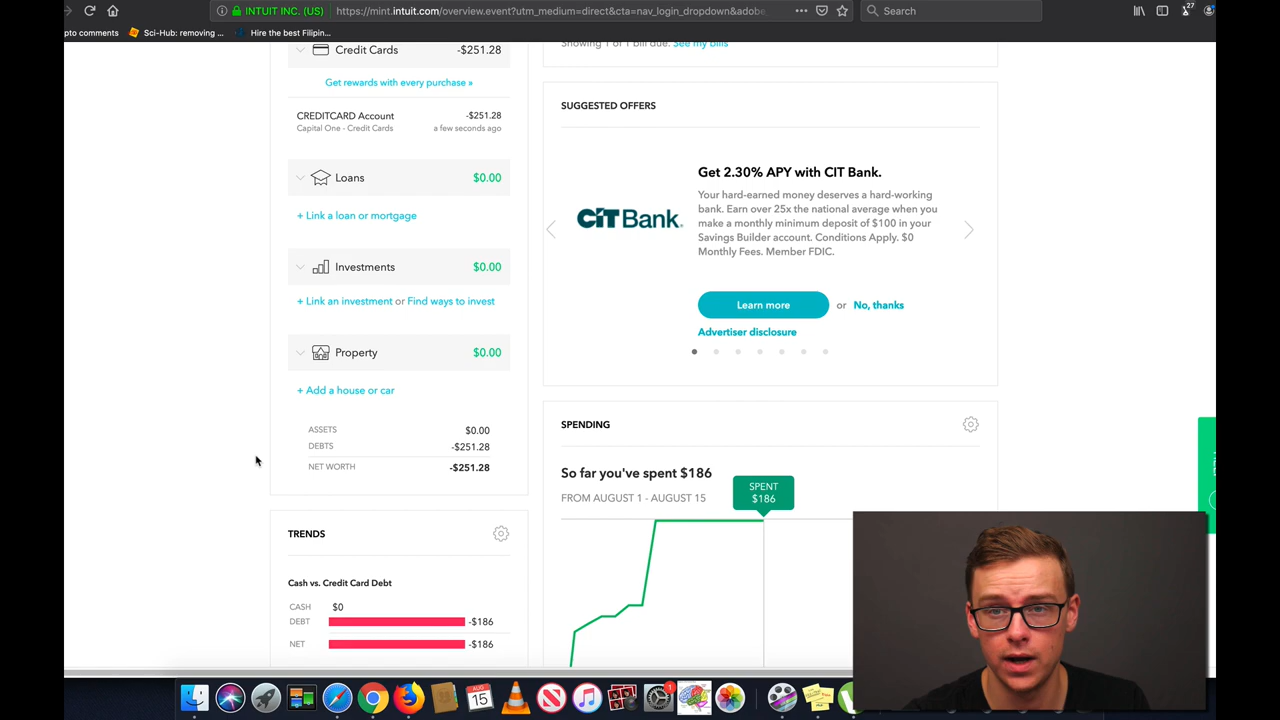 INTUIT INC. (US)
https://mint.intuit.com/overview.event?utm_medium=direct&cta=nav_login_dropdown&adobe_
Search
27
pto comments
Sci-Hub: removing ...
Hire the best Filipin...
Credit Cards
-$251.28
Get rewards with every purchase »
CREDITCARD Account
-$251.28
Capital One - Credit Cards
a few seconds ago
Loans
$0.00
+ Link a loan or mortgage
Investments
$0.00
+ Link an investment or Find ways to invest
Property
$0.00
+ Add a house or car
ASSETS
$0.00
DEBTS
-$251.28
NET WORTH
-$251.28
TRENDS
Cash vs. Credit Card Debt
CASH
$0
DEBT
-$186
NET
-$186
Showing 1 of 1 bill due. See my bills
SUGGESTED OFFERS
CiT Bank.
Get 2.30% APY with CIT Bank.
Your hard-earned money deserves a hard-working
bank. Earn over 25x the national average when you
make a monthly minimum deposit of $100 in your
Savings Builder account. Conditions Apply. $0
Monthly Fees. Member FDIC.
Learn more
or No, thanks
Advertiser disclosure
SPENDING
So far you've spent $186
FROM AUGUST 1 - AUGUST 15
SPENT
$186
AUG
15
1